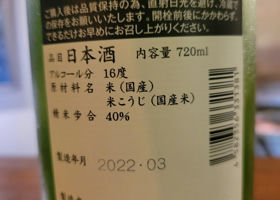 ご購入後は品質保持の為、直射日光を避け、冷蔵で
の保存をお願いいたします。開栓前後にかかわらず、
できるだけお早めにお召し上がりください。
品目 日本酒 内容量 720ml
アルコール分 16度
原材料名 米(国産)
米こうじ(国産米)
精米歩合 40%
製造年月 2022・03